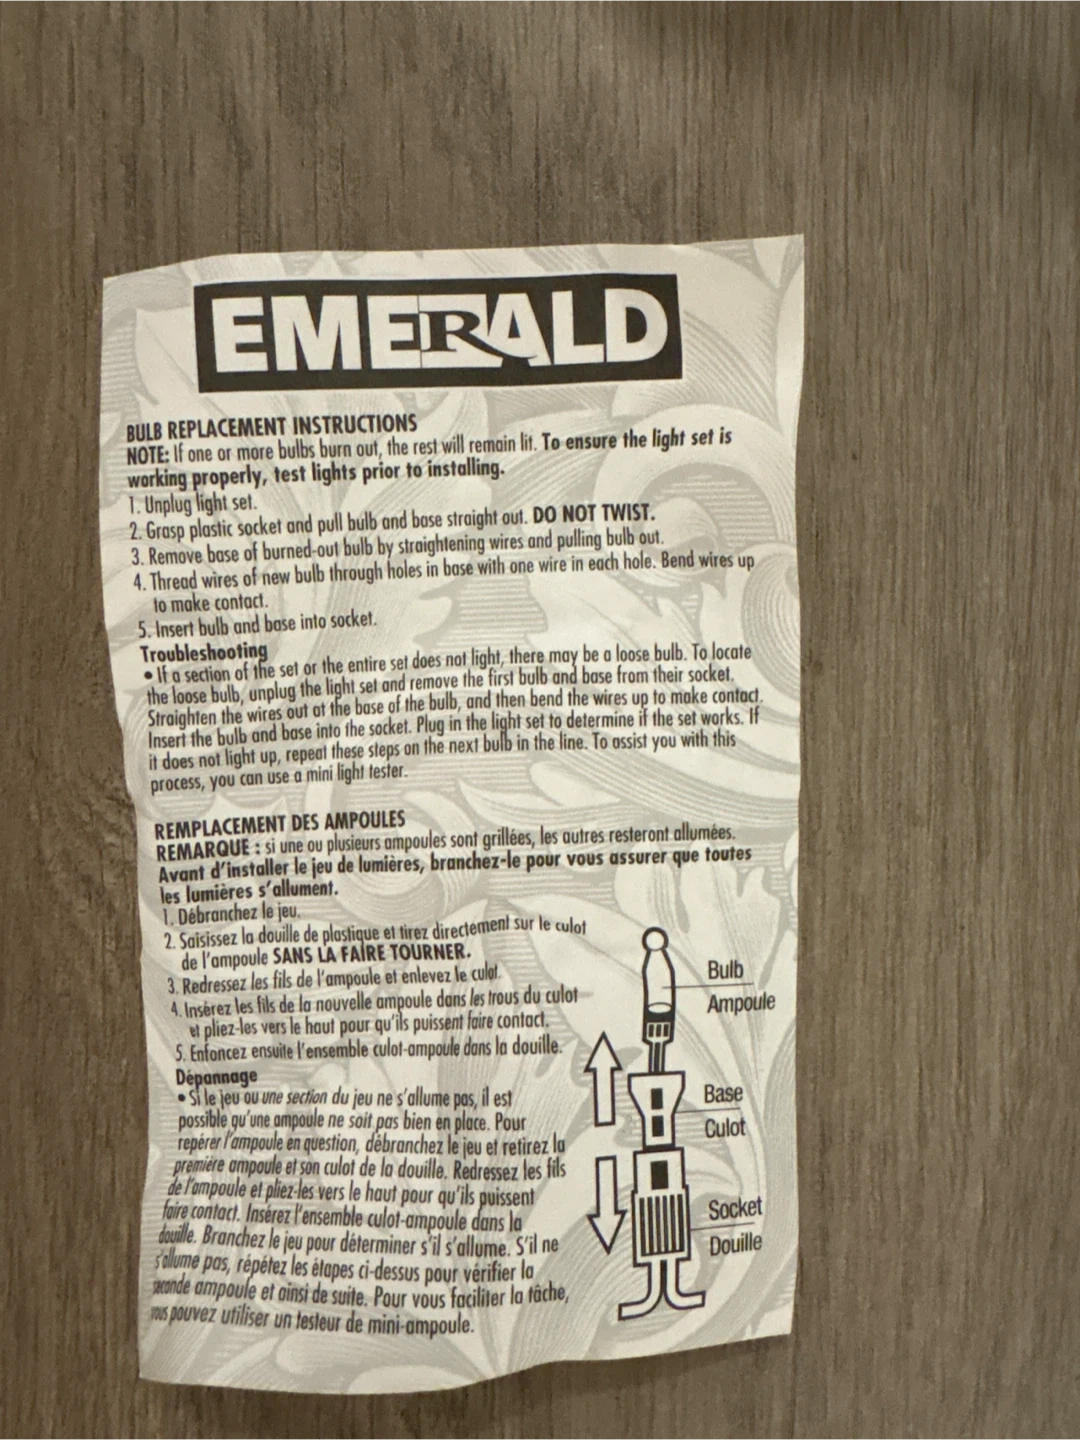 EMERALD
BULB REPLACEMENT INSTRUCTIONS
NOTE: If one or more bulbs burn out, the rest will remain lit. To ensure the light set is
working properly, test lights prior to installing.
1. Unplug light set.
2. Grasp plastic socket and pull bulb and base straight out. DO NOT TWIST.
3. Remove base of burned-out bulb by straightening wires and pulling bulb out.
4. Thread wires of new bulb through holes in base with one wire in each hole. Bend wires up
to make contact.
5. Insert bulb and base into socket.
Troubleshooting
• If a section of the set or the entire set does not light, there may be a loose bulb. To locate
the loose bulb, unplug the light set and remove the first bulb and base from their socket.
Straighten the wires out at the base of the bulb, and then bend the wires up to make contact.
Insert the bulb and base into the socket. Plug in the light set to determine if the set works. If
it does not light up, repeat these steps on the next bulb in the line. To assist you with this
process, you can use a mini light tester.
REMPLACEMENT DES AMPOULES
REMARQUE : si une ou plusieurs ampoules sont grillées, les autres resteront allumées.
Avant d'installer le jeu de lumières, branchez-le pour vous assurer que toutes
les lumières s'allument.
1. Débranchez le jeu.
2. Saisissez la douille de plastique et tirez directement sur le culot
de l'ampoule SANS LA FAIRE TOURNER.
3. Redressez les fils de l'ampoule et enlevez le culot.
4. Insérez les fils de la nouvelle ampoule dans les trous du culot
et pliez-les vers le haut pour qu'ils puissent faire contact.
5. Enfoncez ensuite l'ensemble culot-ampoule dans la douille.
Dépannage
• Si le jeu ou une section du jeu ne s'allume pas, il est
possible qu'une ampoule ne soit pas bien en place. Pour
repérer l'ampoule en question, débranchez le jeu et retirez la
première ampoule et son culot de la douille. Redressez les fils
de l'ampoule et pliez-les vers le haut pour qu'ils puissent
faire contact. Insérez l'ensemble culot-ampoule dans la
douille. Branchez le jeu pour déterminer s'il s'allume. S'il ne
s'allume pas, répétez les étapes ci-dessus pour vérifier la
seconde ampoule et ainsi de suite. Pour vous faciliter la tâche,
vous pouvez utiliser un testeur de mini-ampoule.
Bulb
Ampoule
Base
Culot
Socket
Douille